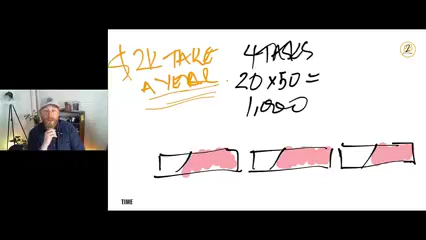 $2K TAKE
A YEAR.
4 TASKS
20 x 50 =
1,000
TIME